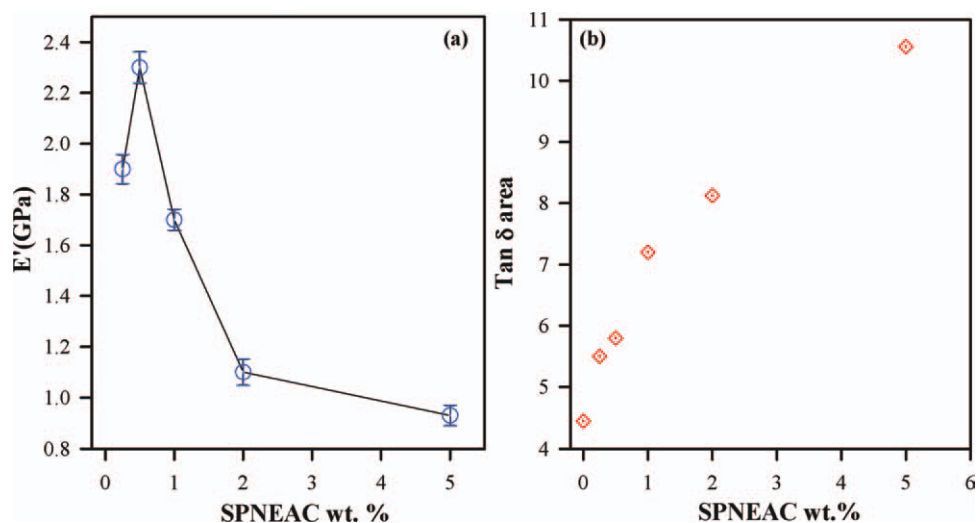 (a)
2.4
2.2
2.0
1.8
1.6
1.4
1.2
1.0
0.8
E'(GPa)
0 1 2 3 4 5
SPNEAC wt. %
(b)
11
10
9
8
7
6
5
4
Tan δ area
0 1 2 3 4 5 6
SPNEAC wt.%